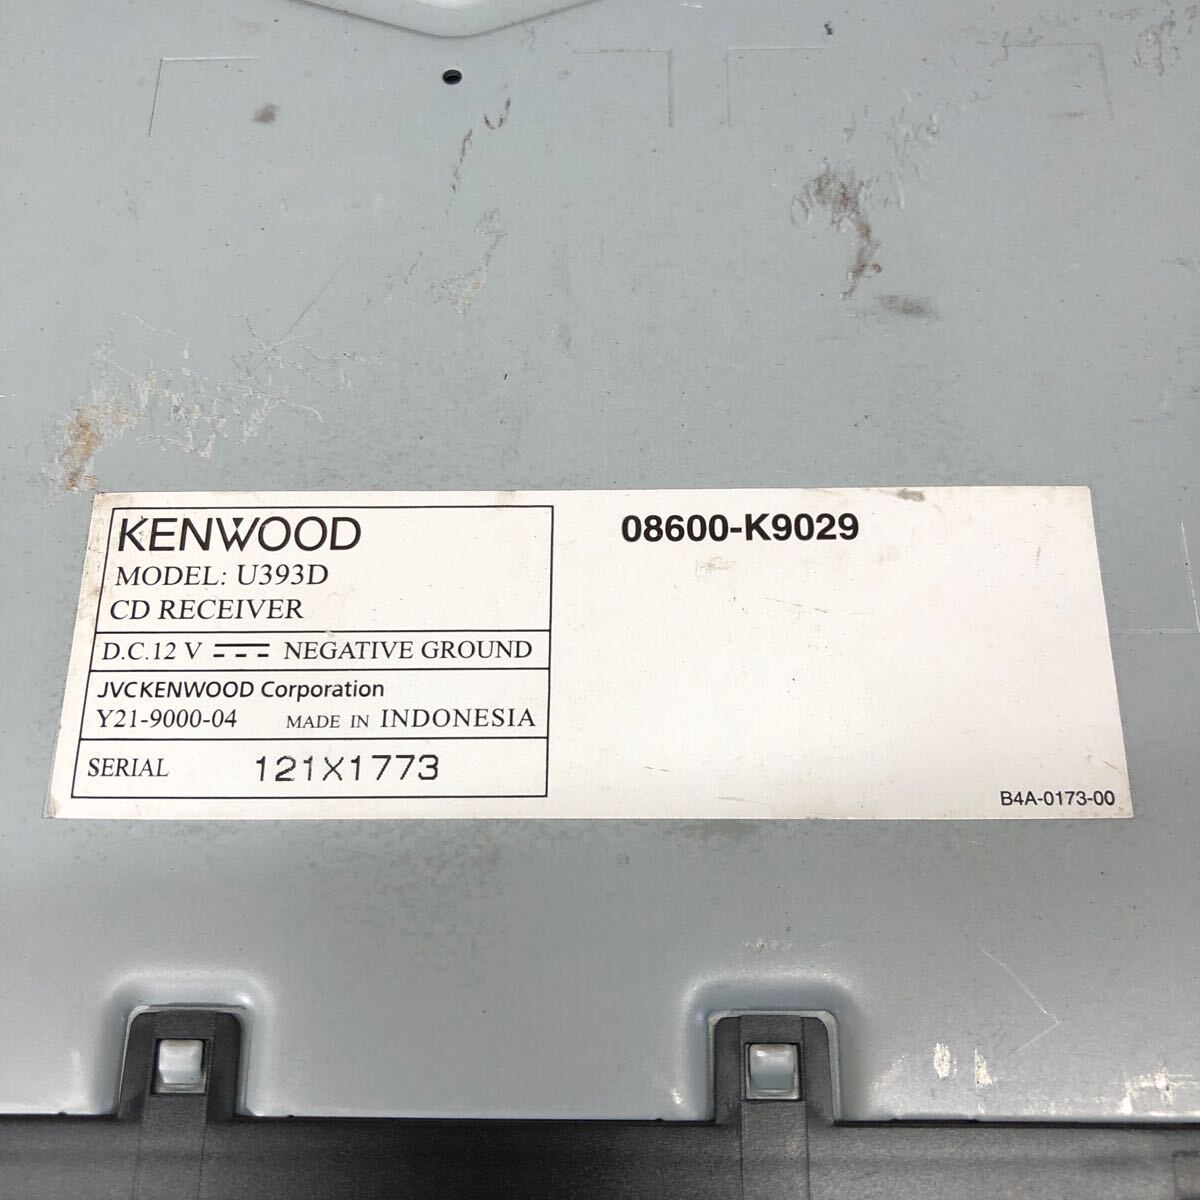 KENWOOD
MODEL: U393D
CD RECEIVER
D.C.12 V NEGATIVE GROUND
JVCKENWOOD Corporation
Y21-9000-04 MADE IN INDONESIA
SERIAL 121X1773
08600-K9029
B4A-0173-00